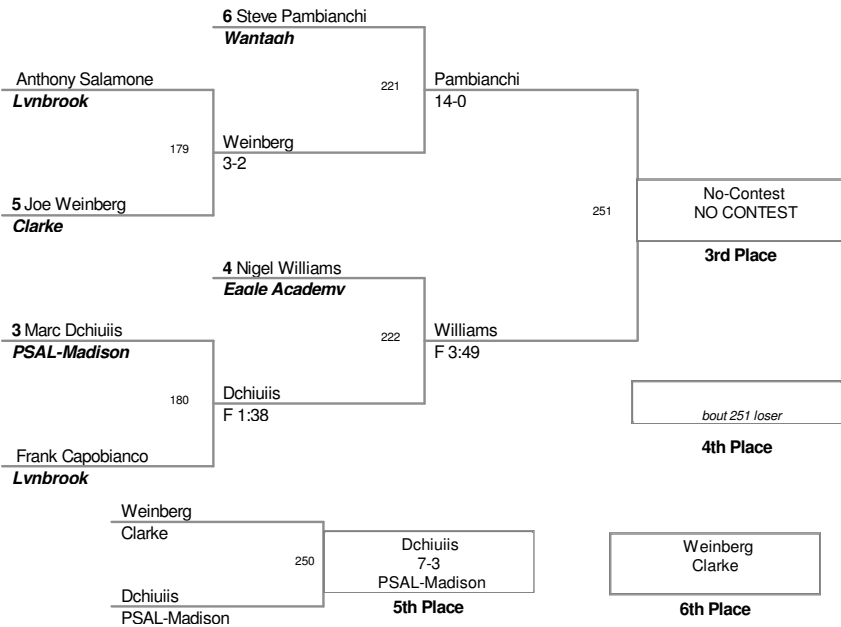 6 Steve Pambianchi
Wantagh
Anthony Salamone
Lynbrook
221
Pambianchi
14-0
179
Weinberg
3-2
5 Joe Weinberg
Clarke
251
No-Contest
NO CONTEST
3rd Place
4 Nigel Williams
Eagle Academy
3 Marc Dchiuiis
PSAL-Madison
222
Williams
F 3:49
180
Dchiuiis
F 1:38
bout 251 loser
4th Place
Frank Capobianco
Lynbrook
Weinberg
Clarke
250
Dchiuiis
7-3
PSAL-Madison
5th Place
Dchiuiis
PSAL-Madison
Weinberg
Clarke
6th Place